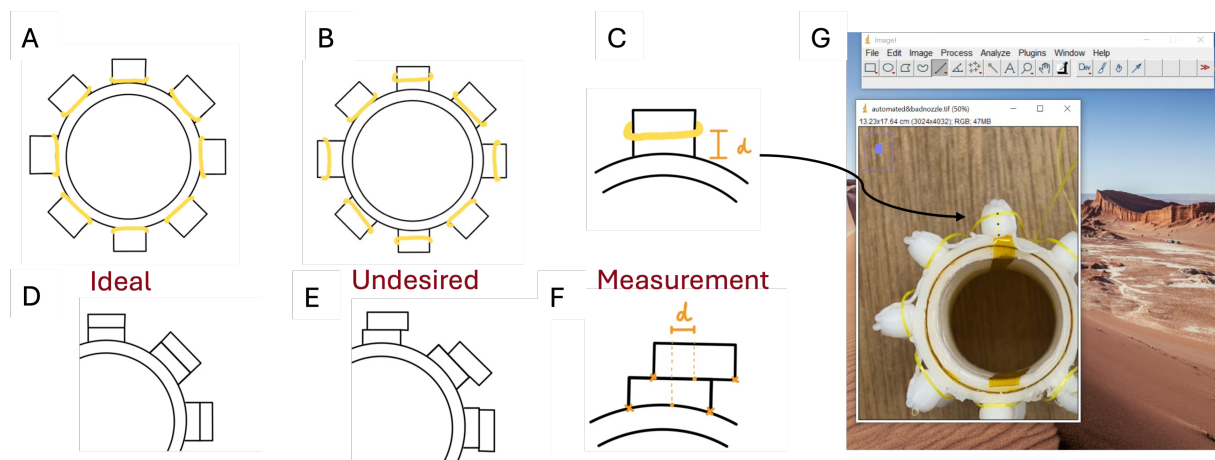 A
B
C
G
d
Ideal
Undesired
Measurement
D
E
F
d
ImageJ
File Edit Image Process Analyze Plugins Window Help
Dev
automated&badnozzle.tif (50%)
13.23x17.64 cm (3024x4032); RGB: 47MB